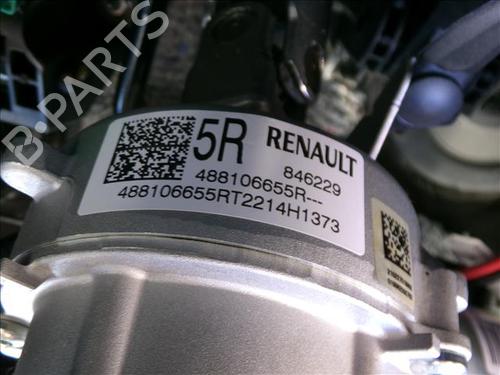 B-PARTS
5R RENAULT
846229
488106655R---
488106655RT2214H1373